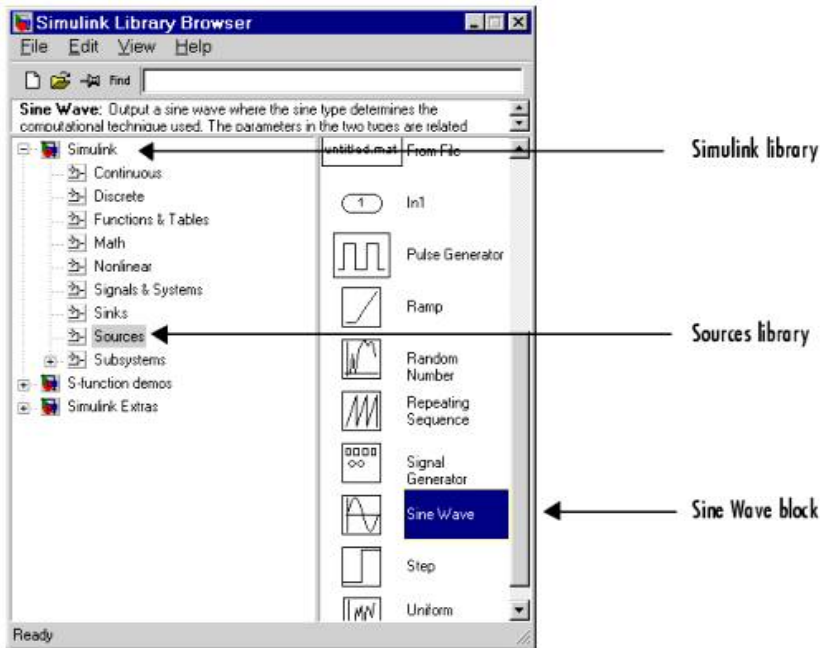 Simulink Library Browser
File Edit View Help
Find
Sine Wave: Output a sine wave where the sine type determines the
computational technique used. The parameters in the two types are related
Simulink
Continuous
Discrete
Functions & Tables
Math
Nonlinear
Signals & Systems
Sinks
Sources
Subsystems
S-function demos
Simulink Extras
untitled.mat From File
1 In1
Pulse Generator
Ramp
Random
Number
Repeating
Sequence
Signal
Generator
Sine Wave
Step
Uniform
Ready
Simulink library
Sources library
Sine Wave block